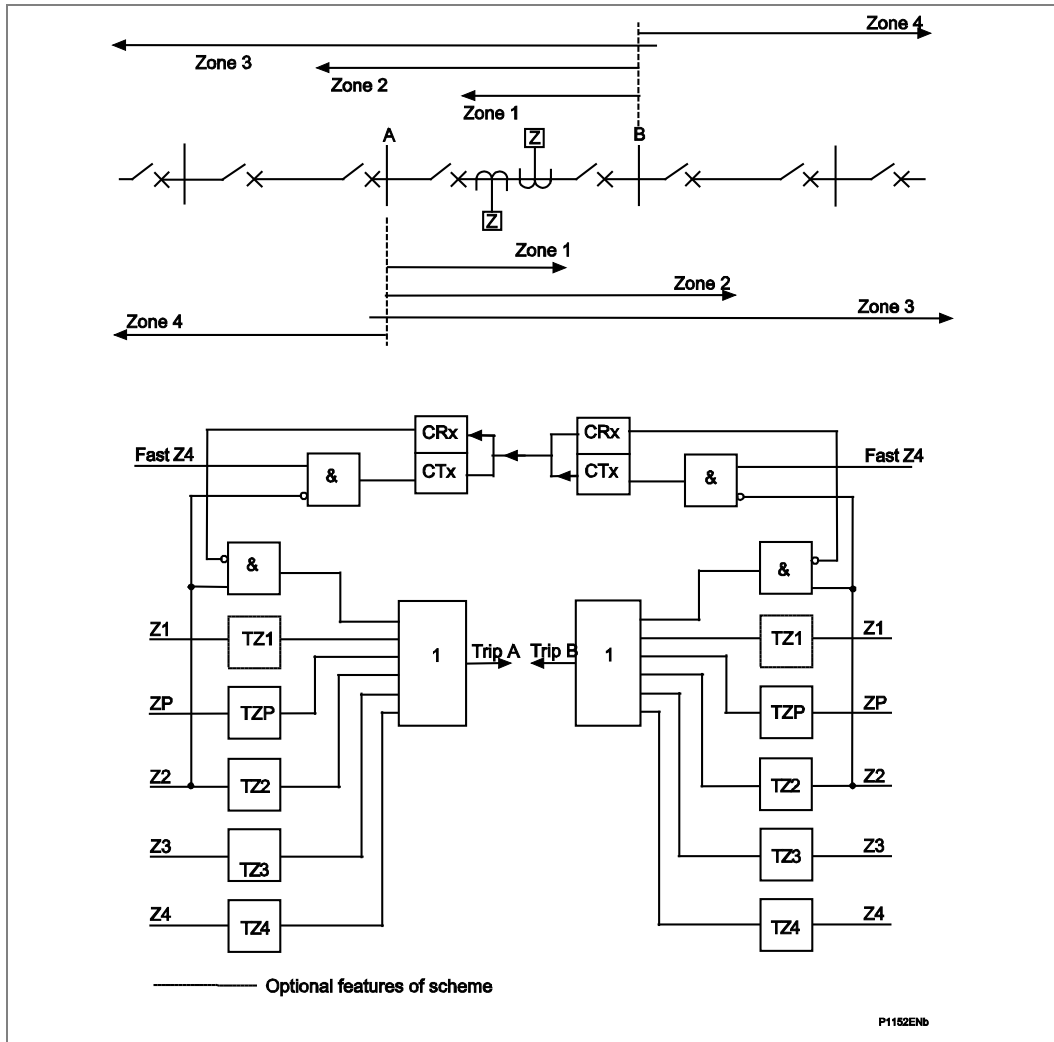 Zone 4
Zone 3
Zone 2
Zone 1
A
B
Z
Z
Zone 1
Zone 2
Zone 3
Zone 4
CRx
CRx
Fast Z4
Fast Z4
&
CTx
CTx
&
&
&
Z1
TZ1
TZ1
Z1
1
Trip A
Trip B
1
ZP
TZP
TZP
ZP
Z2
TZ2
TZ2
Z2
Z3
TZ3
TZ3
Z3
Z4
TZ4
TZ4
Z4
Optional features of scheme
P1152ENb